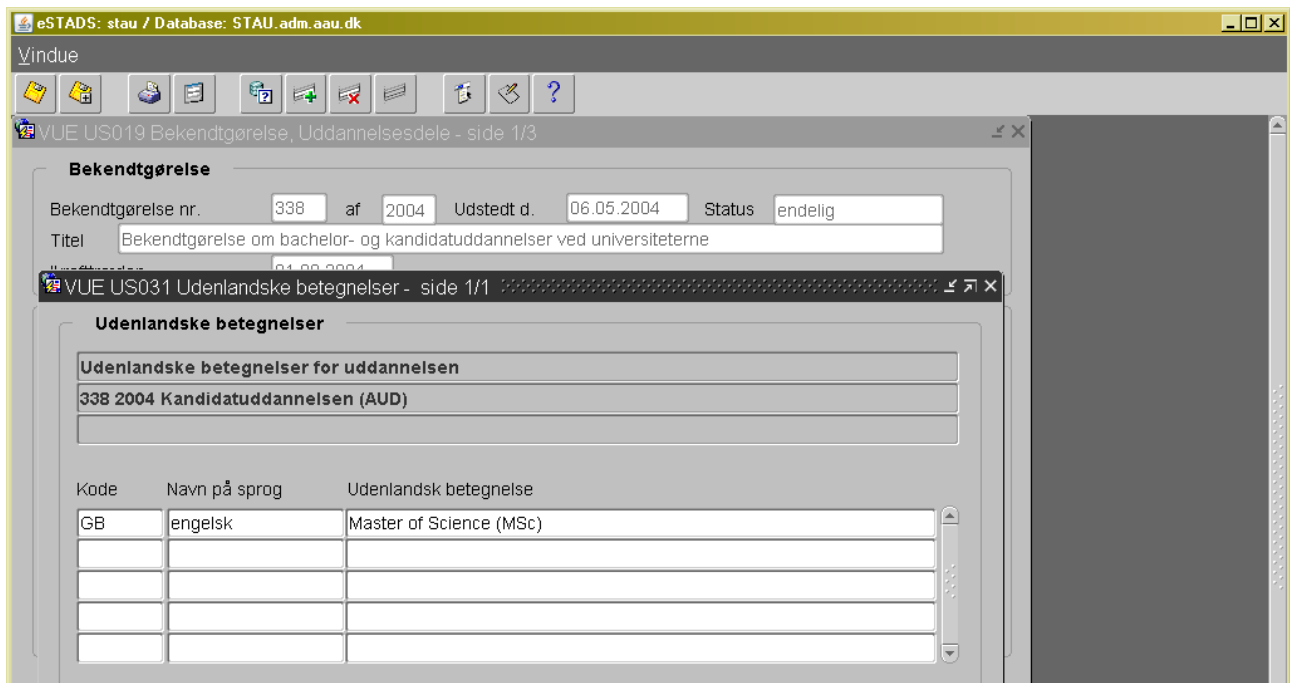 eSTADS: stau / Database: STAU.adm.aau.dk
Vindue
VUE US019 Bekendtgørelse, Uddannelsesdele - side 1/3
Bekendtgørelse
Bekendtgørelse nr. 338 af 2004 Udstedt d. 06.05.2004 Status endelig
Titel Bekendtgørelse om bachelor- og kandidatuddannelser ved universiteterne
VUE US031 Udenlandske betegnelser - side 1/1
Udenlandske betegnelser
Udenlandske betegnelser for uddannelsen
338 2004 Kandidatuddannelsen (AUD)
Kode Navn på sprog Udenlandsk betegnelse
GB engelsk Master of Science (MSc)